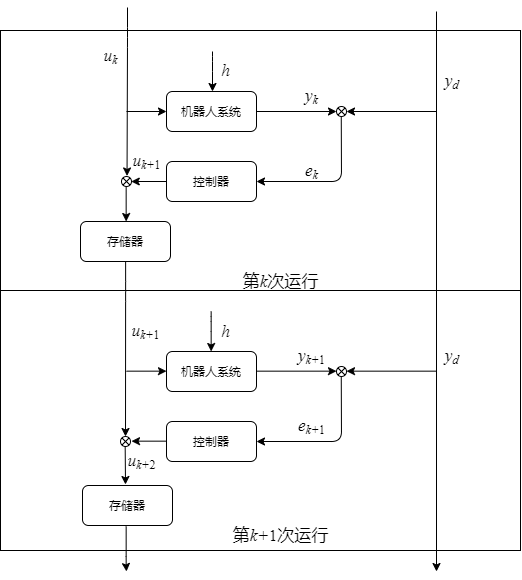 u_k
h
y_k
y_d
机器人系统
u_{k+1}
e_k
控制器
存储器
第k次运行
u_{k+1}
h
y_{k+1}
y_d
机器人系统
e_{k+1}
控制器
u_{k+2}
存储器
第k+1次运行